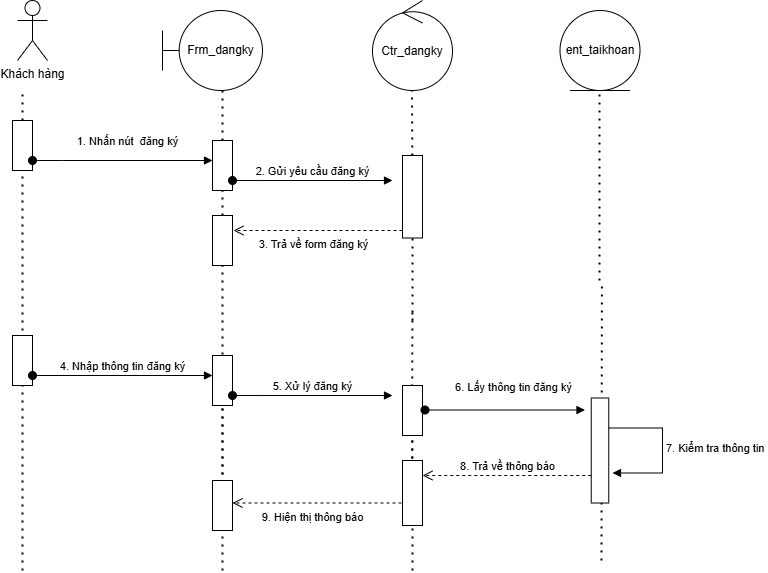 Khách hàng
Frm_dangky
Ctr_dangky
ent_taikhoan
1. Nhấn nút đăng ký
2. Gửi yêu cầu đăng ký
3. Trả về form đăng ký
4. Nhập thông tin đăng ký
5. Xử lý đăng ký
6. Lấy thông tin đăng ký
7. Kiểm tra thông tin
8. Trả về thông báo
9. Hiện thị thông báo